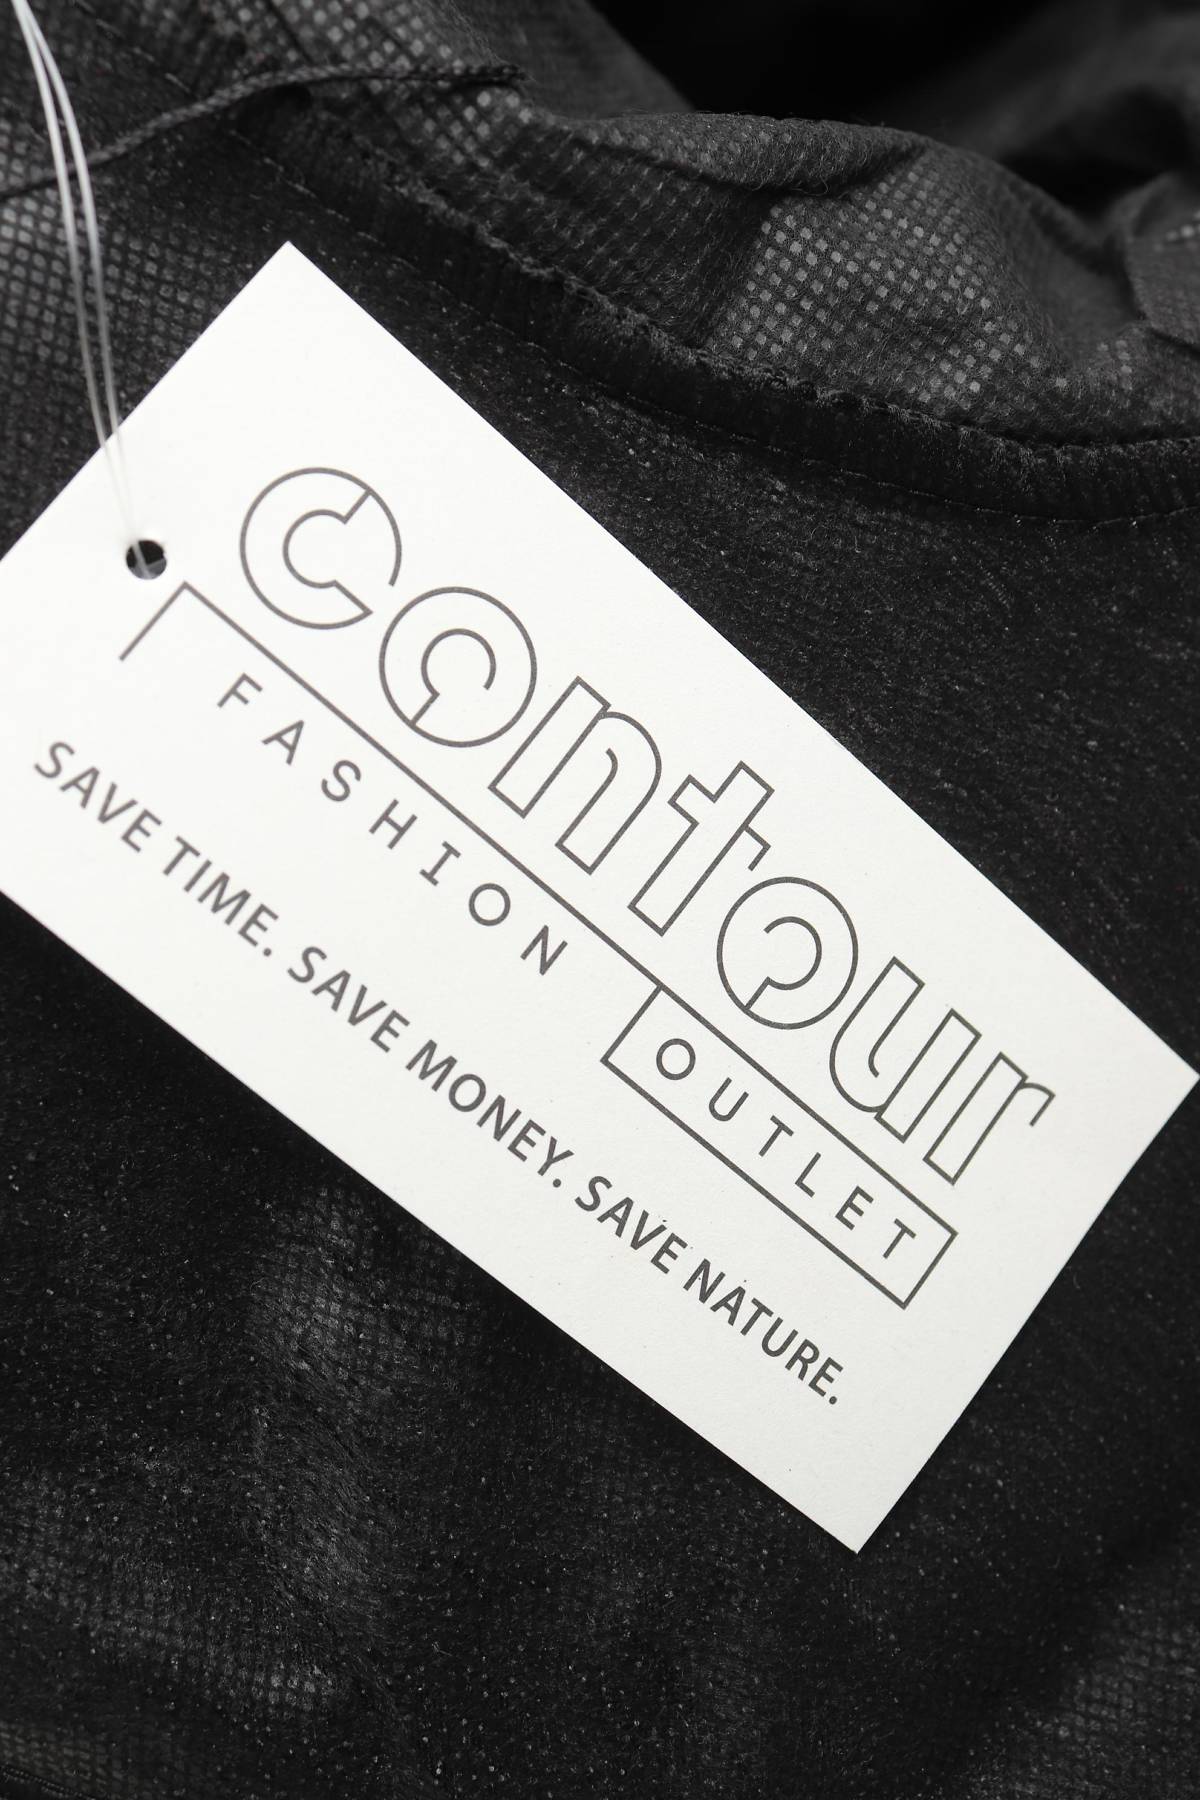 contour
FASHION
OUTLET
SAVE TIME. SAVE MONEY. SAVE NATURE.